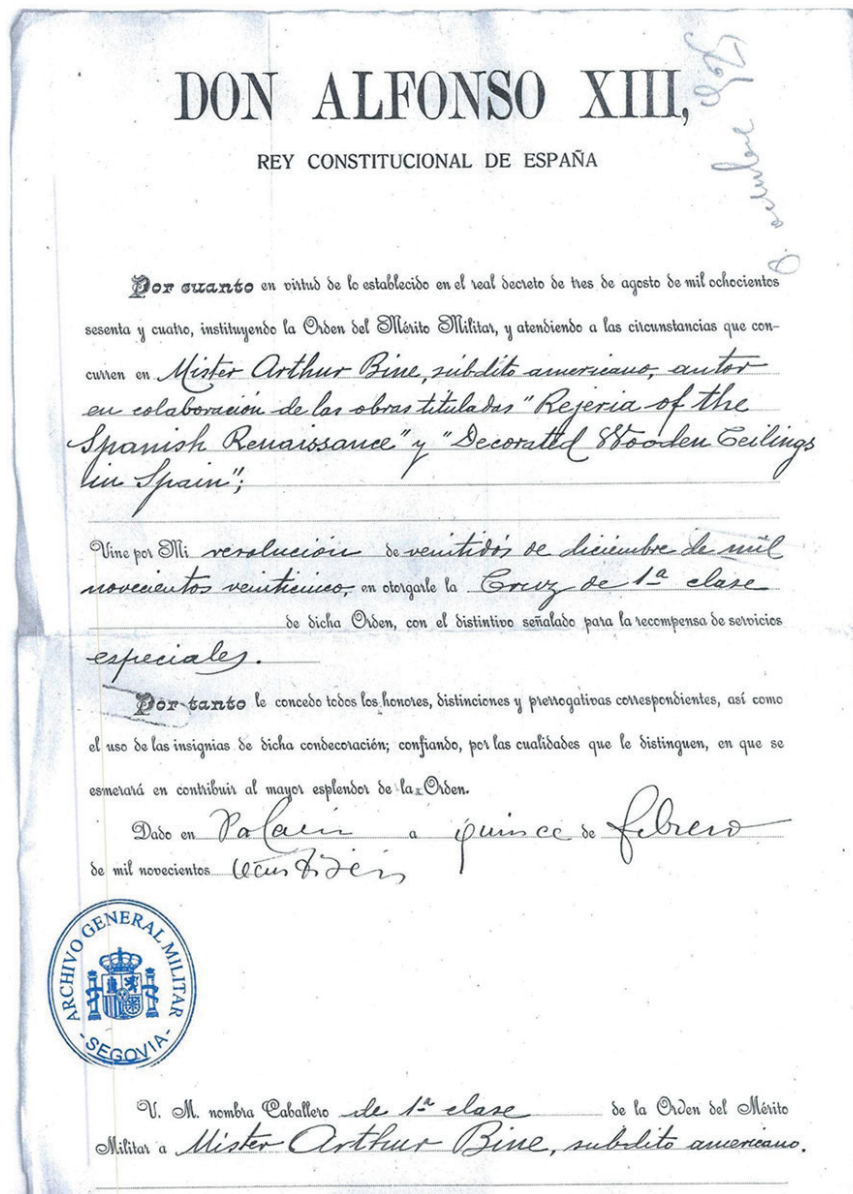 DON ALFONSO XIII,
REY CONSTITUCIONAL DE ESPAÑA
octubre
Por cuanto en virtud de lo establecido en el real decreto de tres de agosto de mil ochocientos
sesenta y cuatro, instituyendo la Orden del Mérito Militar, y atendiendo a las circunstancias que con-
curren en Mister Arthur Bine, súbdito americano, autor
en colaboración de las obras tituladas "Rejeria of the
Spanish Renaissance" y "Decorated Wooden Ceilings
in Spain";
Vine por Mi resolución de veintidós de diciembre de mil
novecientos veinticinco, en otorgarle la Cruz de 1ª clase
de dicha Orden, con el distintivo señalado para la recompensa de servicios
especiales.
Por tanto le concedo todos los honores, distinciones y prerrogativas correspondientes, así como
el uso de las insignias de dicha condecoración; confiando, por las cualidades que le distinguen, en que se
esmerará en contribuir al mayor esplendor de la Orden.
Dado en Palacio a quince de febrero
de mil novecientos veintiséis
ARCHIVO GENERAL MILITAR
- SEGOVIA -
V. M. nombra Caballero de 1ª clase de la Orden del Mérito
Militar a Mister Arthur Bine, subdito americano.